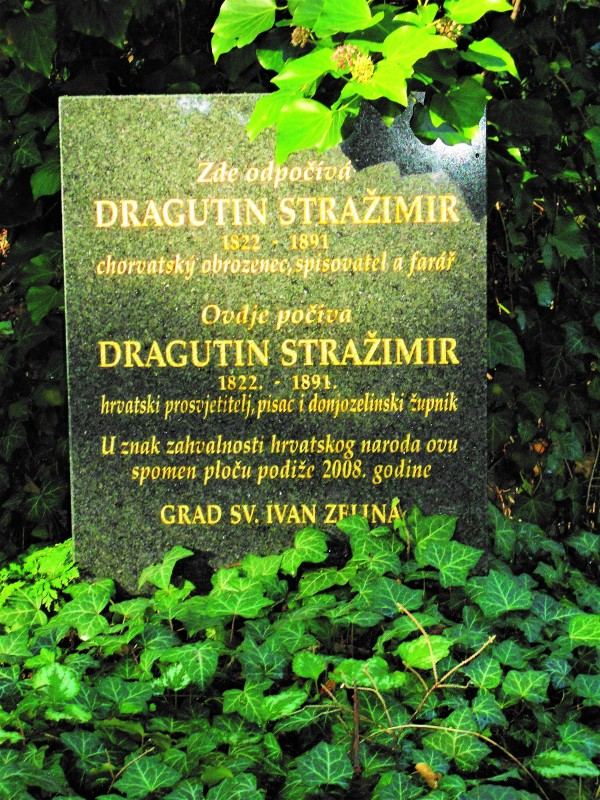 Zde odpočívá
DRAGUTIN STRAŽIMIR
1822 - 1891
chorvatský obrozenec, spisovatel a farář
Ovdje počiva
DRAGUTIN STRAŽIMIR
1822. - 1891.
hrvatski prosvjetitelj, pisac i donjozelinski župnik
U znak zahvalnosti hrvatskog naroda ovu
spomen ploču podiže 2008. godine
GRAD SV. IVAN ZELINA